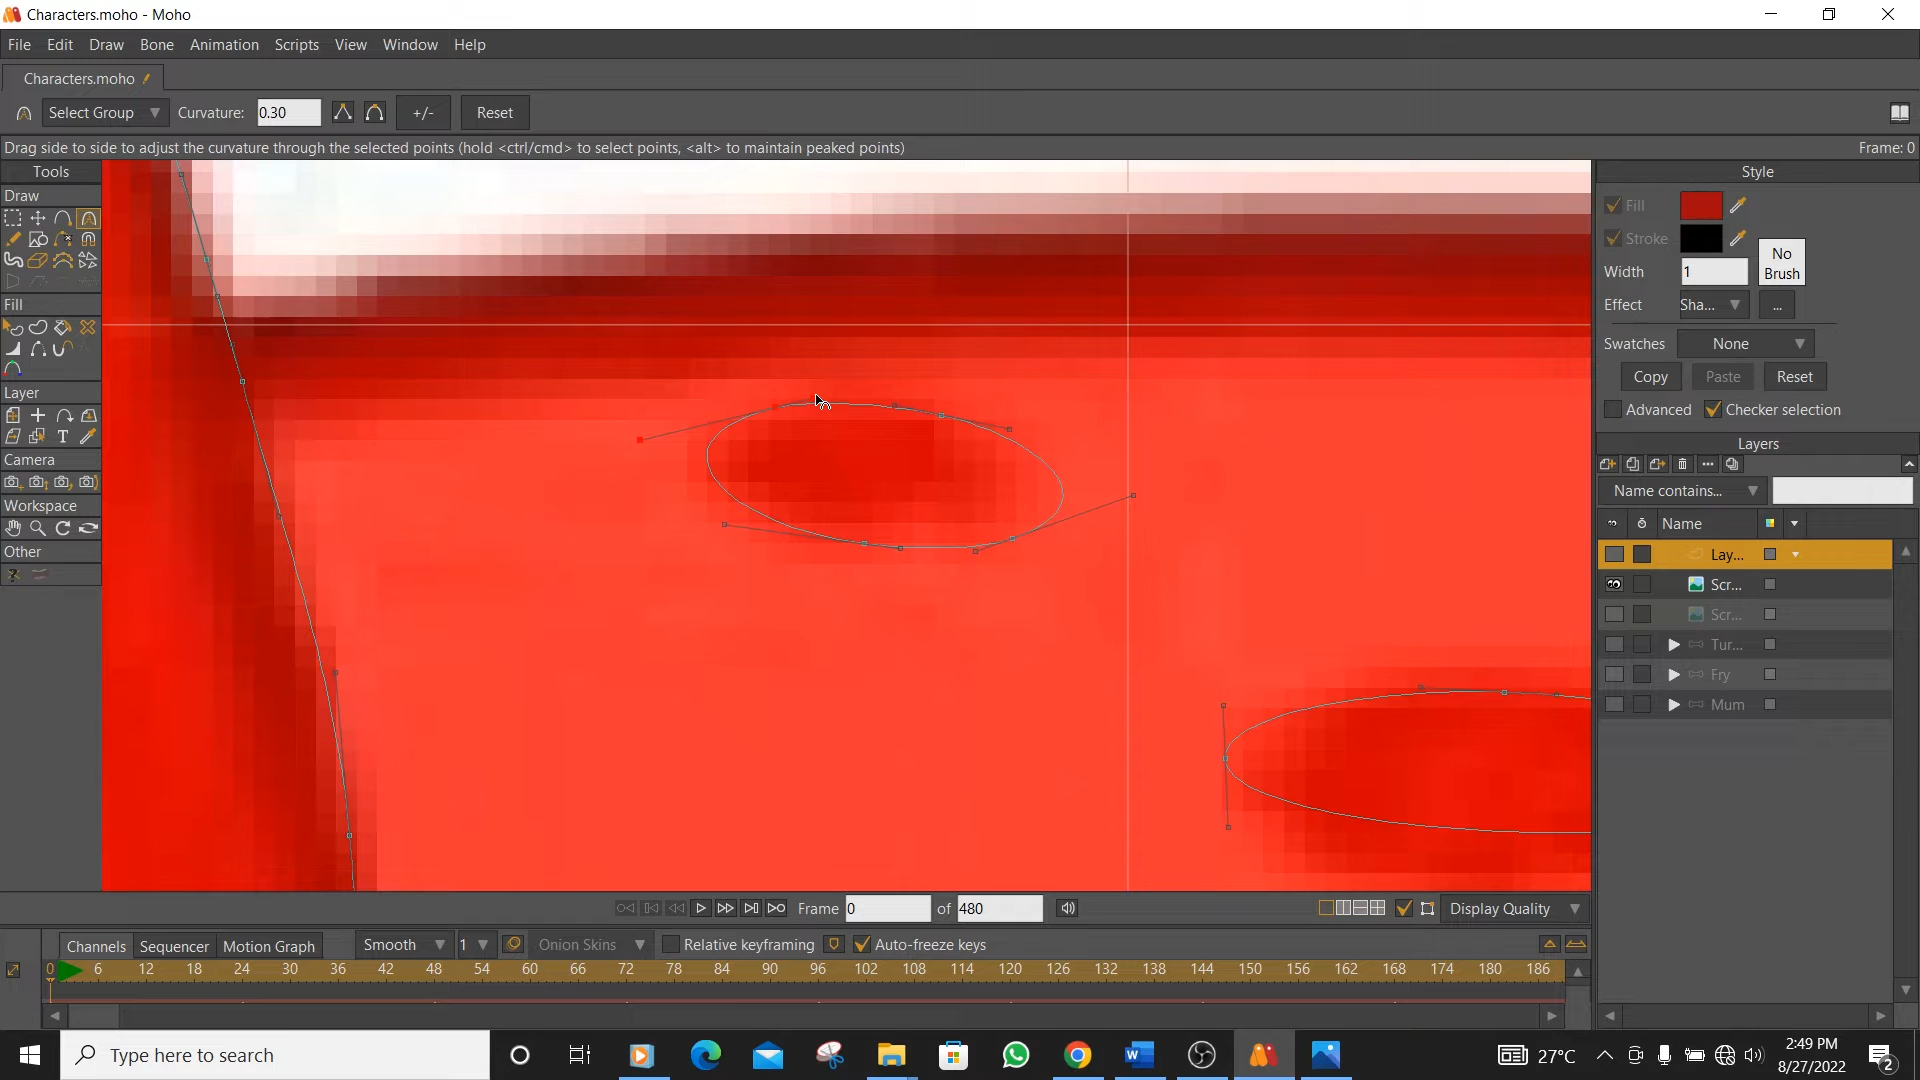 Characters.moho - Moho
File Edit Draw Bone Animation Scripts View Window Help
Characters.moho
Select Group Curvature: 0.30 +/- Reset
Drag side to side to adjust the curvature through the selected points (hold <ctrl/cmd> to select points, <alt> to maintain peaked points) Frame: 0
Tools
Draw
Fill
Layer
Camera
Workspace
Other
Style
Fill
Stroke
No Brush
Width 1
Effect Sha... ...
Swatches None
Copy Paste Reset
Advanced Checker selection
Layers
Name contains...
Name
Lay...
Scr...
Scr...
Tur...
Fry
Mum
Frame 0 of 480 Display Quality
Channels Sequencer Motion Graph Smooth 1 Onion Skins Relative keyframing Auto-freeze keys
0 6 12 18 24 30 36 42 48 54 60 66 72 78 84 90 96 102 108 114 120 126 132 138 144 150 156 162 168 174 180 186
Type here to search
27°C
2:49 PM
8/27/2022
2